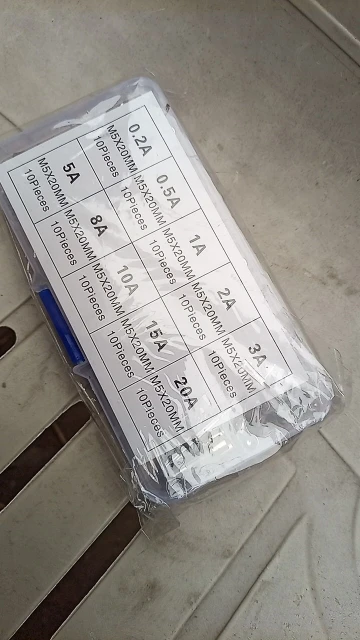 0.2A
M5X20MM
10Pieces
0.5A
M5X20MM
10Pieces
1A
M5X20MM
10Pieces
2A
M5X20MM
10Pieces
3A
M5X20MM
10Pieces
5A
M5X20MM
10Pieces
8A
M5X20MM
10Pieces
10A
M5X20MM
10Pieces
15A
M5X20MM
10Pieces
20A
M5X20MM
10Pieces